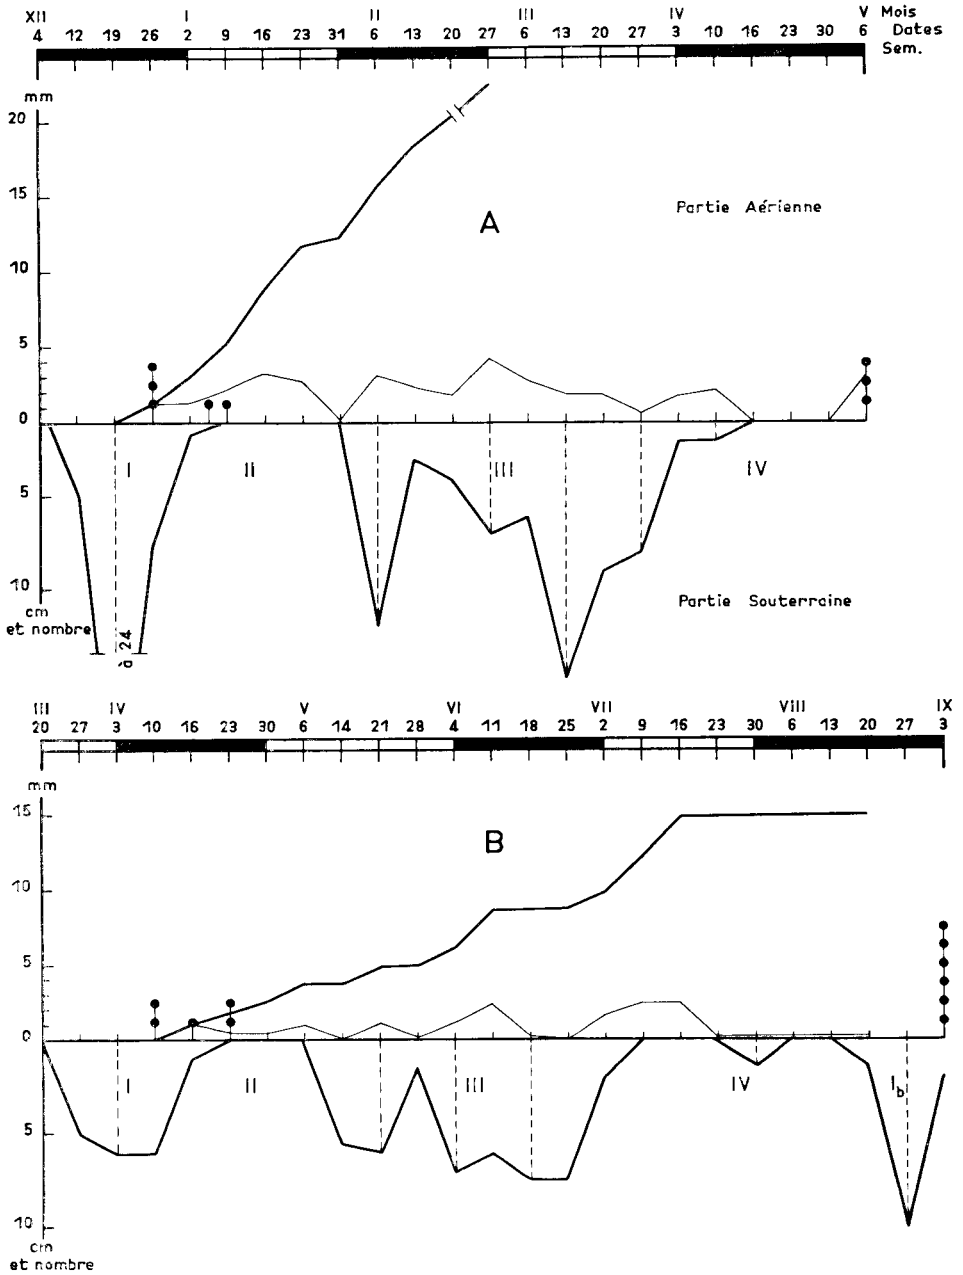 XII I II III IV V Mois
4 12 19 26 2 9 16 23 31 6 13 20 27 6 13 20 27 3 10 16 23 30 6 Dates
Sem.
mm
20
15
A
Partie Aérienne
10
5
0
I II III IV
5
10
cm
et nombre
à 24
Partie Souterraine
III IV V VI VII VIII IX
20 27 3 10 16 23 30 6 14 21 28 4 11 18 25 2 9 16 23 30 6 13 20 27 3
mm
15
B
10
5
0
I II III IV Ib
5
10
cm
et nombre